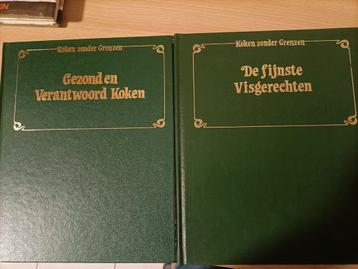 Koken zonder Grenzen
Gezond en
Verantwoord Koken
Koken zonder Grenzen
De fijnste
Visgerechten